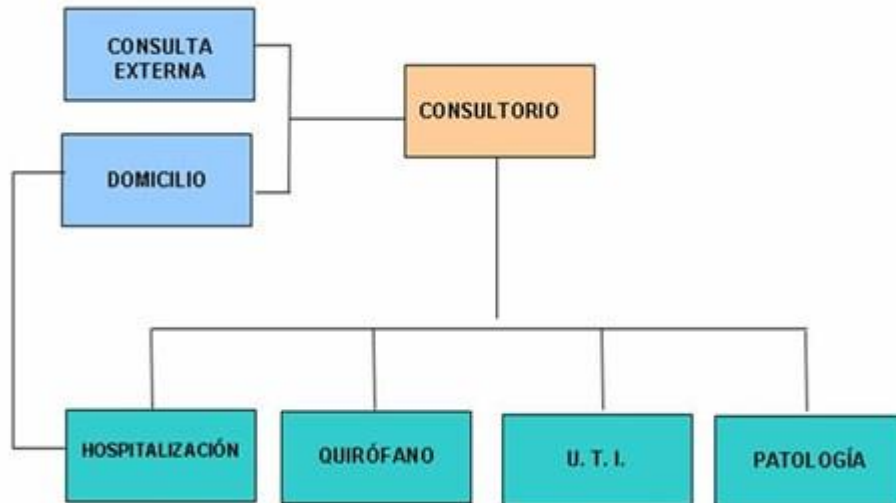 CONSULTA
EXTERNA
CONSULTORIO
DOMICILIO
HOSPITALIZACIÓN
QUIRÓFANO
U. T. I.
PATOLOGÍA